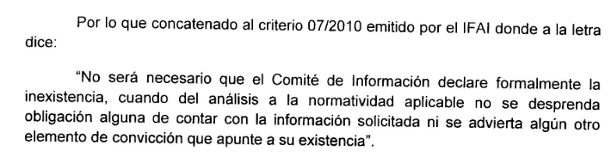 Por lo que concatenado al criterio 07/2010 emitido por el IFAI donde a la letra
dice:
"No será necesario que el Comité de Información declare formalmente la
inexistencia, cuando del análisis a la normatividad aplicable no se desprenda
obligación alguna de contar con la información solicitada ni se advierta algún otro
elemento de convicción que apunte a su existencia".